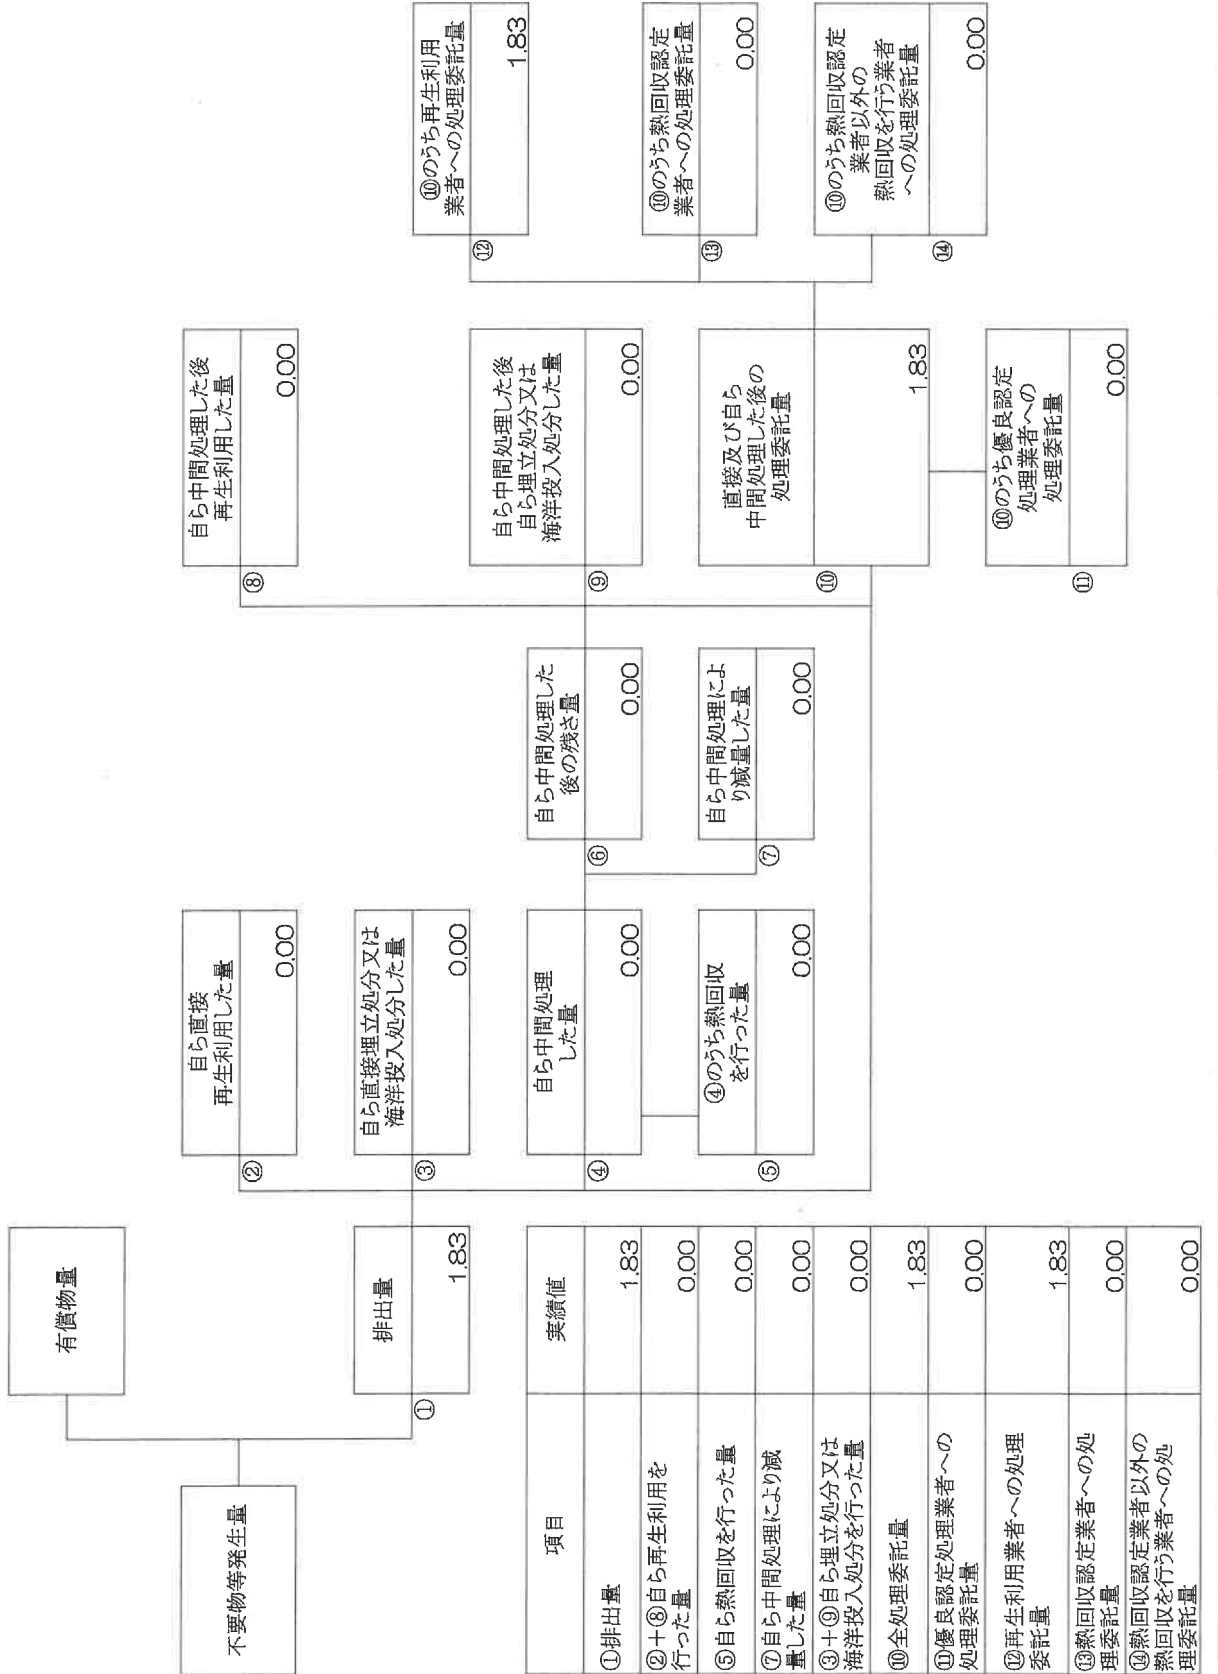 不要物等発生量
有償物量
排出量
①
1.83
自ら直接
再生利用した量
②
0.00
自ら直接埋立処分又は
海洋投入処分した量
③
0.00
自ら中間処理
した量
④
0.00
④のうち熱回収
を行った量
⑤
0.00
自ら中間処理した
後の残さ量
⑥
0.00
自ら中間処理によ
り減量した量
⑦
0.00
自ら中間処理した後
再生利用した量
⑧
0.00
自ら中間処理した後
自ら埋立処分又は
海洋投入処分した量
⑨
0.00
直接及び自ら
中間処理した後の
処理委託量
⑩
1.83
⑩のうち優良認定
処理業者への
処理委託量
⑪
0.00
⑩のうち再生利用
業者への処理委託量
⑫
1.83
⑩のうち熱回収認定
業者への処理委託量
⑬
0.00
⑩のうち熱回収認定
業者以外の
熱回収を行う業者
への処理委託量
⑭
0.00
項目 実績値
①排出量 1.83
②+⑧自ら再生利用を
行った量 0.00
⑤自ら熱回収を行った量 0.00
⑦自ら中間処理により減
量した量 0.00
③+⑨自ら埋立処分又は
海洋投入処分を行った量 0.00
⑩全処理委託量 1.83
⑪優良認定処理業者への
処理委託量 0.00
⑫再生利用業者への処理
委託量 1.83
⑬熱回収認定業者への処
理委託量 0.00
⑭熱回収認定業者以外の
熱回収を行う業者への処
理委託量 0.00